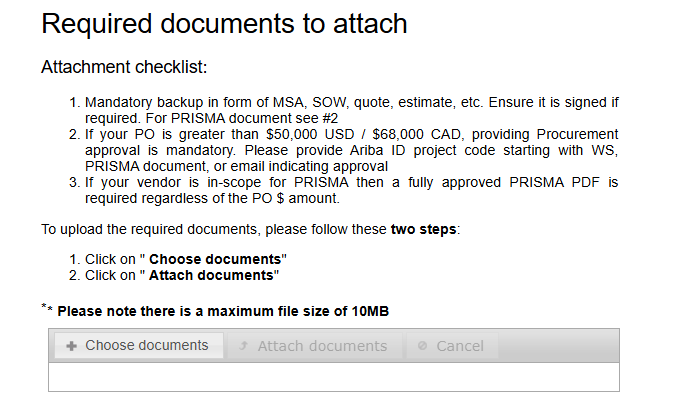 Required documents to attach
Attachment checklist:
1. Mandatory backup in form of MSA, SOW, quote, estimate, etc. Ensure it is signed if
required. For PRISMA document see #2
2. If your PO is greater than $50,000 USD / $68,000 CAD, providing Procurement
approval is mandatory. Please provide Ariba ID project code starting with WS,
PRISMA document, or email indicating approval
3. If your vendor is in-scope for PRISMA then a fully approved PRISMA PDF is
required regardless of the PO $ amount.
To upload the required documents, please follow these two steps:
1. Click on " Choose documents"
2. Click on " Attach documents"
** Please note there is a maximum file size of 10MB
Choose documents Attach documents Cancel